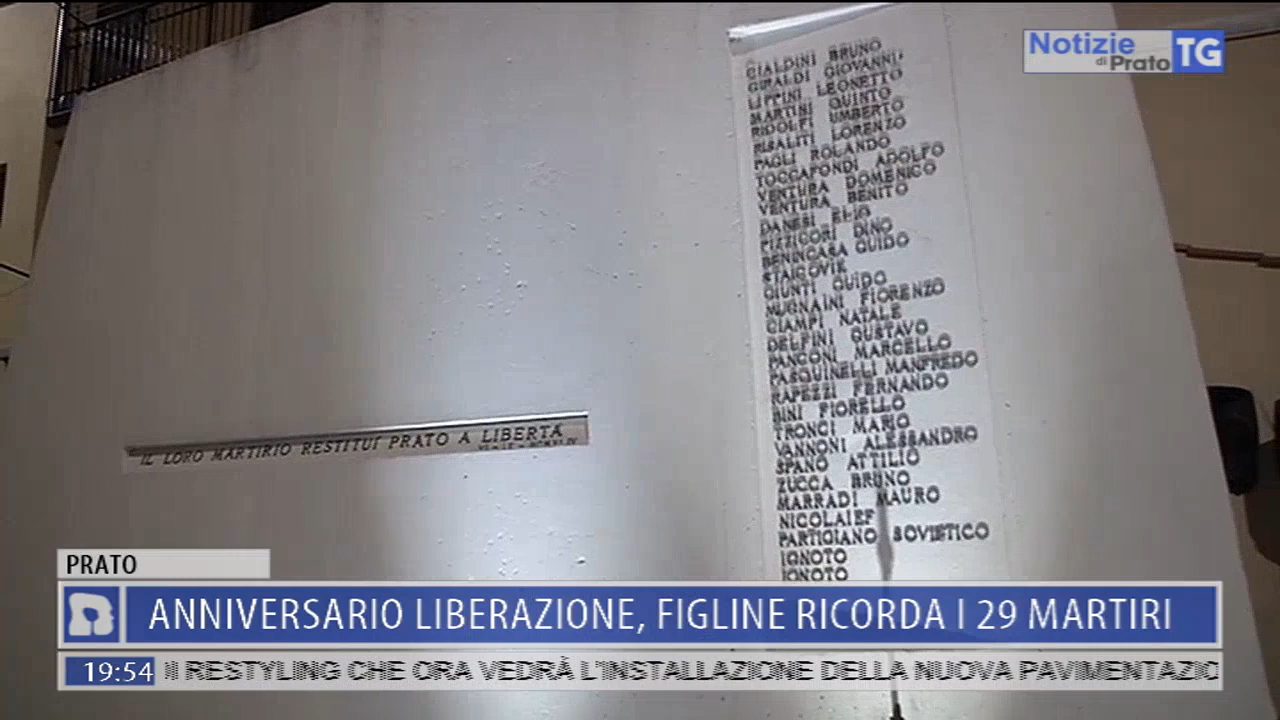 Notizie
di Prato TG
CIALDINI BRUNO
GIRALDI GIOVANNI
LIPPINI LEONETTO
MARTINI QUINTO
RIDOLFI UMBERTO
RISALITI LORENZO
PAGLI ROLANDO
TOCCAFONDI ADOLFO
VENTURA DOMENICO
VENTURA BENITO
DANESI ELIO
PIZZICORI DINO
BENINCASA GUIDO
STAICOVIE
GIUNTI GUIDO
MUGNAINI FIORENZO
CIAMPI NATALE
DELFINI GUSTAVO
PANCONI MARCELLO
PASQUINELLI MANFREDO
RAPEZZI FERNANDO
BINI FIORELLO
TRONCI MARIO
VANNONI ALESSANDRO
SPANO ATTILIO
ZUCCA BRUNO
MARRADI MAURO
NICOLAIEF
PARTIGIANO SOVIETICO
IGNOTO
IGNOTO
"IL LORO MARTIRIO RESTITUÌ PRATO A LIBERTÀ
PRATO
ANNIVERSARIO LIBERAZIONE, FIGLINE RICORDA I 29 MARTIRI
19:54 RESTYLING CHE ORA VEDRÀ L'INSTALLAZIONE DELLA NUOVA PAVIMENTAZIO